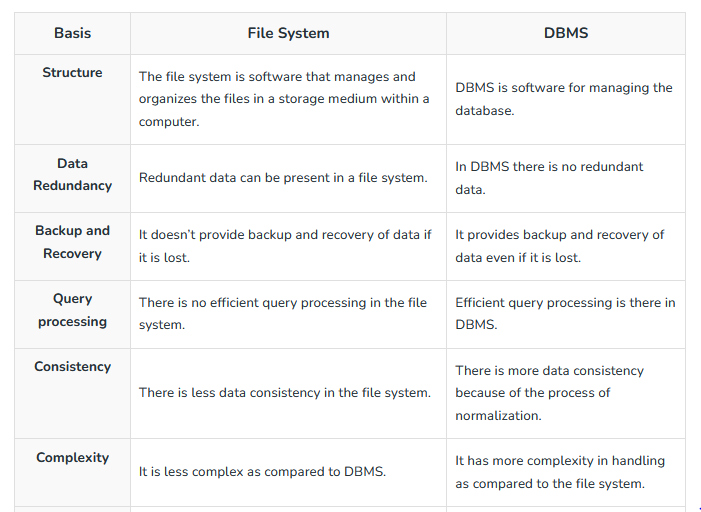 Basis
File System
DBMS
Structure
The file system is software that manages and
organizes the files in a storage medium within a
computer.
DBMS is software for managing the
database.
Data
Redundancy
Redundant data can be present in a file system.
In DBMS there is no redundant
data.
Backup and
Recovery
It doesn’t provide backup and recovery of data if
it is lost.
It provides backup and recovery of
data even if it is lost.
Query
processing
There is no efficient query processing in the file
system.
Efficient query processing is there in
DBMS.
Consistency
There is less data consistency in the file system.
There is more data consistency
because of the process of
normalization.
Complexity
It is less complex as compared to DBMS.
It has more complexity in handling
as compared to the file system.